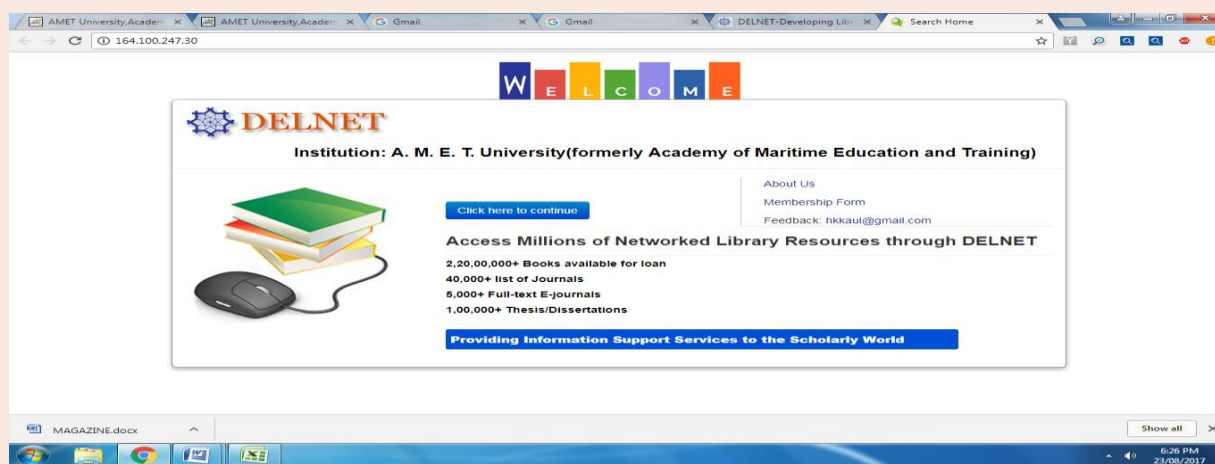 AMET University,Academ
AMET University,Academ
Gmail
Gmail
DELNET-Developing Libr
Search Home
164.100.247.30
WELCOME
DELNET
Institution: A. M. E. T. University(formerly Academy of Maritime Education and Training)
About Us
Membership Form
Feedback: hkkaul@gmail.com
Click here to continue
Access Millions of Networked Library Resources through DELNET
2,20,00,000+ Books available for loan
40,000+ list of Journals
5,000+ Full-text E-journals
1,00,000+ Thesis/Dissertations
Providing Information Support Services to the Scholarly World
MAGAZINE.docx
Show all
6:26 PM
23/08/2017